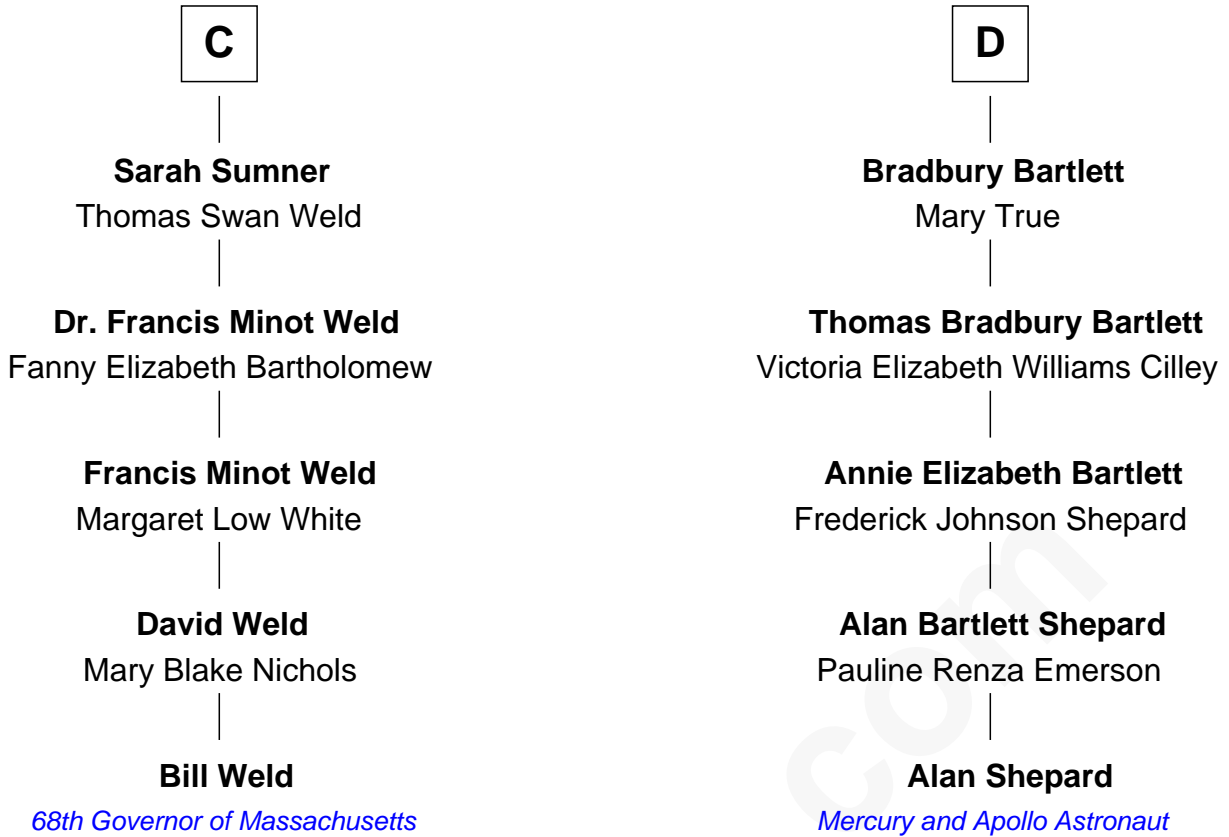 C
Sarah Sumner
Thomas Swan Weld
Dr. Francis Minot Weld
Fanny Elizabeth Bartholomew
Francis Minot Weld
Margaret Low White
David Weld
Mary Blake Nichols
Bill Weld
68th Governor of Massachusetts
D
Bradbury Bartlett
Mary True
Thomas Bradbury Bartlett
Victoria Elizabeth Williams Cilley
Annie Elizabeth Bartlett
Frederick Johnson Shepard
Alan Bartlett Shepard
Pauline Renza Emerson
Alan Shepard
Mercury and Apollo Astronaut
com